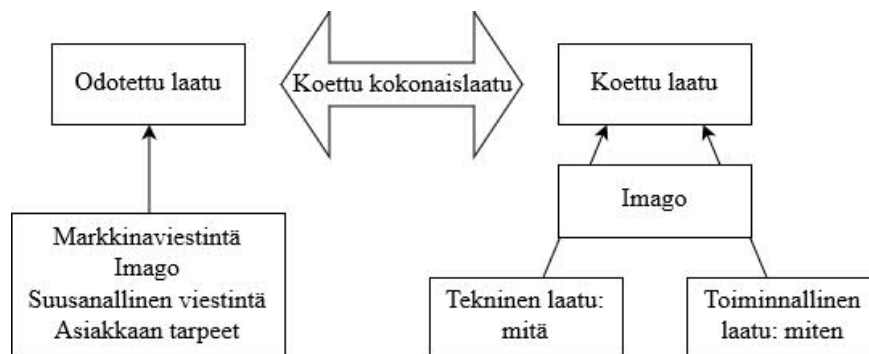 Odotettu laatu
Koettu kokonaislaatu
Koettu laatu
Imago
Markkinaviestintä
Imago
Suusanallinen viestintä
Asiakkaan tarpeet
Tekninen laatu:
mitä
Toiminnallinen
laatu: miten